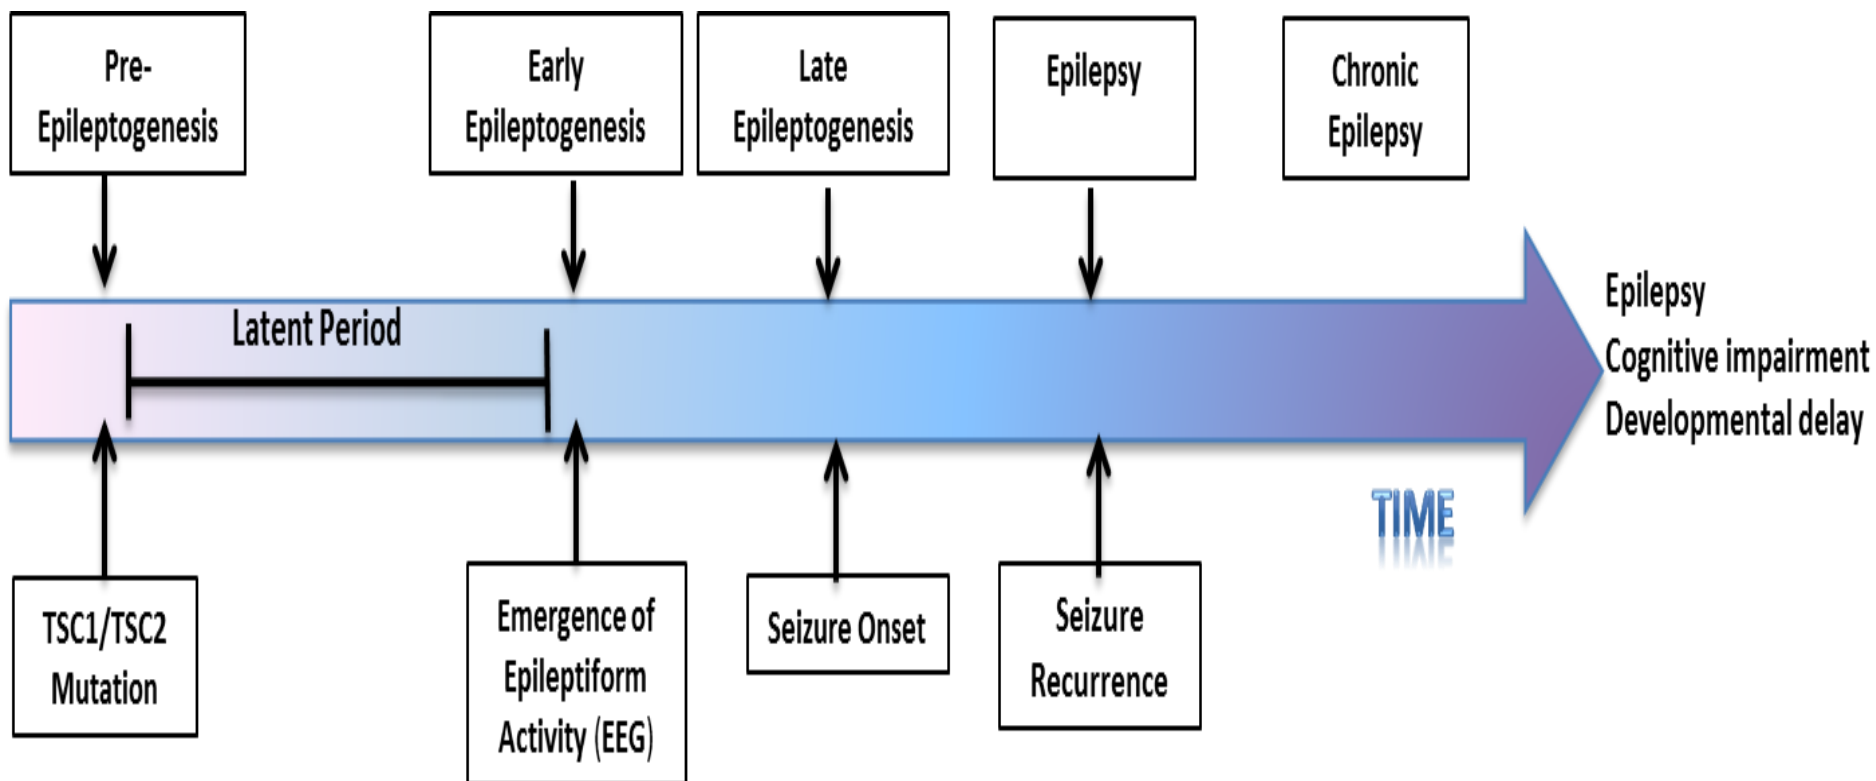 Pre-
Epileptogenesis
Early
Epileptogenesis
Late
Epileptogenesis
Epilepsy
Chronic
Epilepsy
Latent Period
Epilepsy
Cognitive impairment
Developmental delay
TIME
TSC1/TSC2
Mutation
Emergence of
Epileptiform
Activity (EEG)
Seizure Onset
Seizure
Recurrence